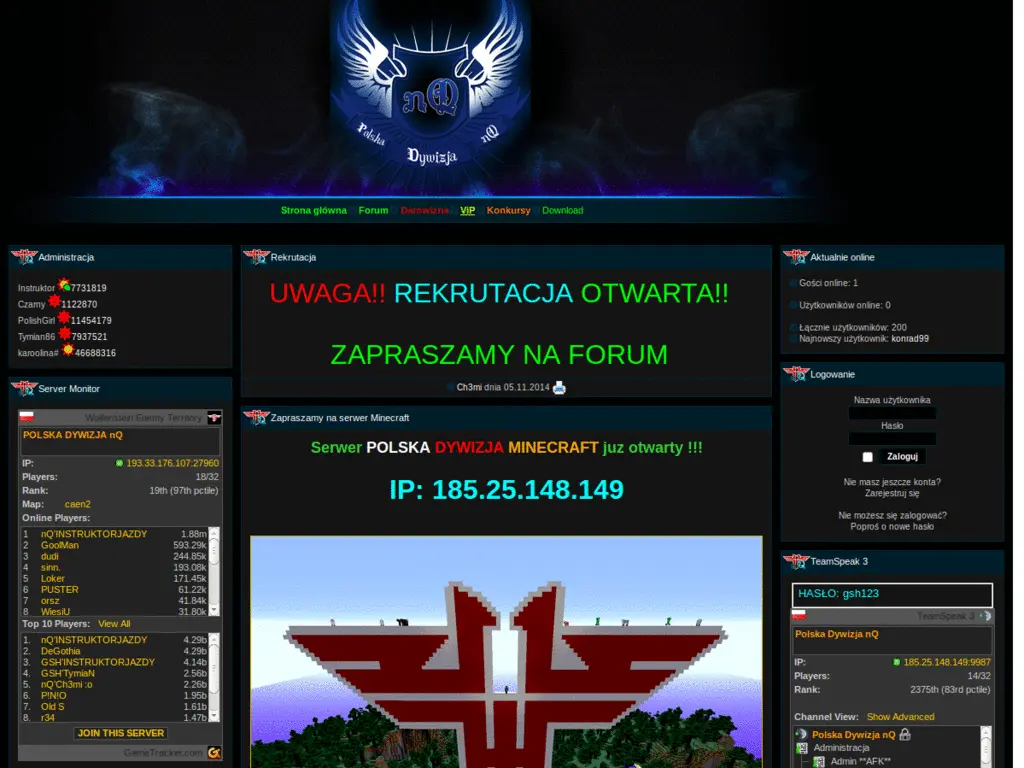 nQ
Polska Dywizja nQ
Strona główna Forum Darowizna ViP Konkursy Download
Administracja
Instruktor 7731819
Czarny 1122870
PolishGirl 11454179
Tymian86 7937521
karoolina# 46688316
Server Monitor
Wolfenstein Enemy Territory
POLSKA DYWIZJA nQ
IP: 193.33.176.107:27960
Players: 18/32
Rank: 19th (97th pctile)
Map: caen2
Online Players:
1 nQ'INSTRUKTORJAZDY 1.88m
2 GoolMan 593.29k
3 dudi 244.85k
4 sinn. 193.08k
5 Loker 171.45k
6 PUSTER 61.22k
7 orsz 41.84k
8 WiesiU 31.80k
Top 10 Players: View All
1. nQ'INSTRUKTORJAZDY 4.29b
2. DeGothia 4.29b
3. GSH'INSTRUKTORJAZDY 4.14b
4. GSH'TymiaN 2.56b
5. nQ'Ch3mi :o 2.26b
6. P!N!O 1.95b
7. Old S 1.61b
8. r34 1.47b
JOIN THIS SERVER
GameTracker.com GT
Rekrutacja
UWAGA!! REKRUTACJA OTWARTA!!
ZAPRASZAMY NA FORUM
Ch3mi dnia 05.11.2014
Zapraszamy na serwer Minecraft
Serwer POLSKA DYWIZJA MINECRAFT juz otwarty !!!
IP: 185.25.148.149
Aktualnie online
Gości online: 1
Użytkowników online: 0
Łącznie użytkowników: 200
Najnowszy użytkownik: konrad99
Logowanie
Nazwa użytkownika
Hasło
Zaloguj
Nie masz jeszcze konta?
Zarejestruj się
Nie możesz się zalogować?
Poproś o nowe hasło
TeamSpeak 3
HASŁO: gsh123
TeamSpeak 3
Polska Dywizja nQ
IP: 185.25.148.149:9987
Players: 14/32
Rank: 2375th (83rd pctile)
Channel View: Show Advanced
Polska Dywizja nQ
Administracja
Admin **AFK**